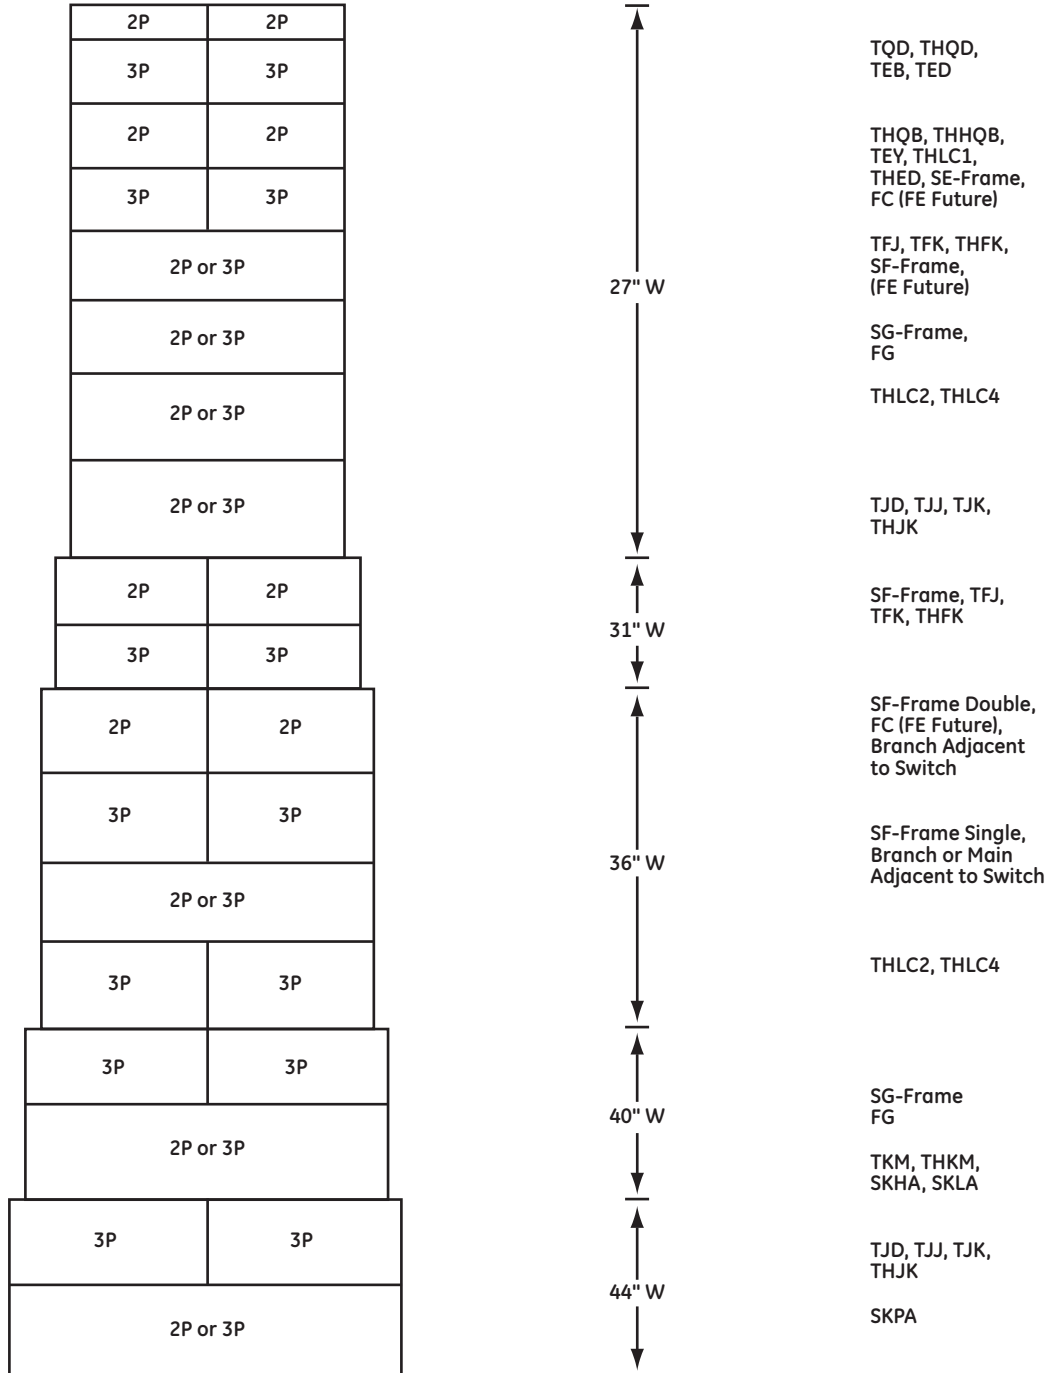 2P 2P
3P 3P
2P 2P
3P 3P
2P or 3P
2P or 3P
2P or 3P
2P or 3P
2P 2P
3P 3P
2P 2P
3P 3P
2P or 3P
3P 3P
3P 3P
2P or 3P
3P 3P
2P or 3P
27" W
31" W
36" W
40" W
44" W
TQD, THQD,
TEB, TED
THQB, THHQB,
TEY, THLC1,
THED, SE-Frame,
FC (FE Future)
TFJ, TFK, THFK,
SF-Frame,
(FE Future)
SG-Frame,
FG
THLC2, THLC4
TJD, TJJ, TJK,
THJK
SF-Frame, TFJ,
TFK, THFK
SF-Frame Double,
FC (FE Future),
Branch Adjacent
to Switch
SF-Frame Single,
Branch or Main
Adjacent to Switch
THLC2, THLC4
SG-Frame
FG
TKM, THKM,
SKHA, SKLA
TJD, TJJ, TJK,
THJK
SKPA